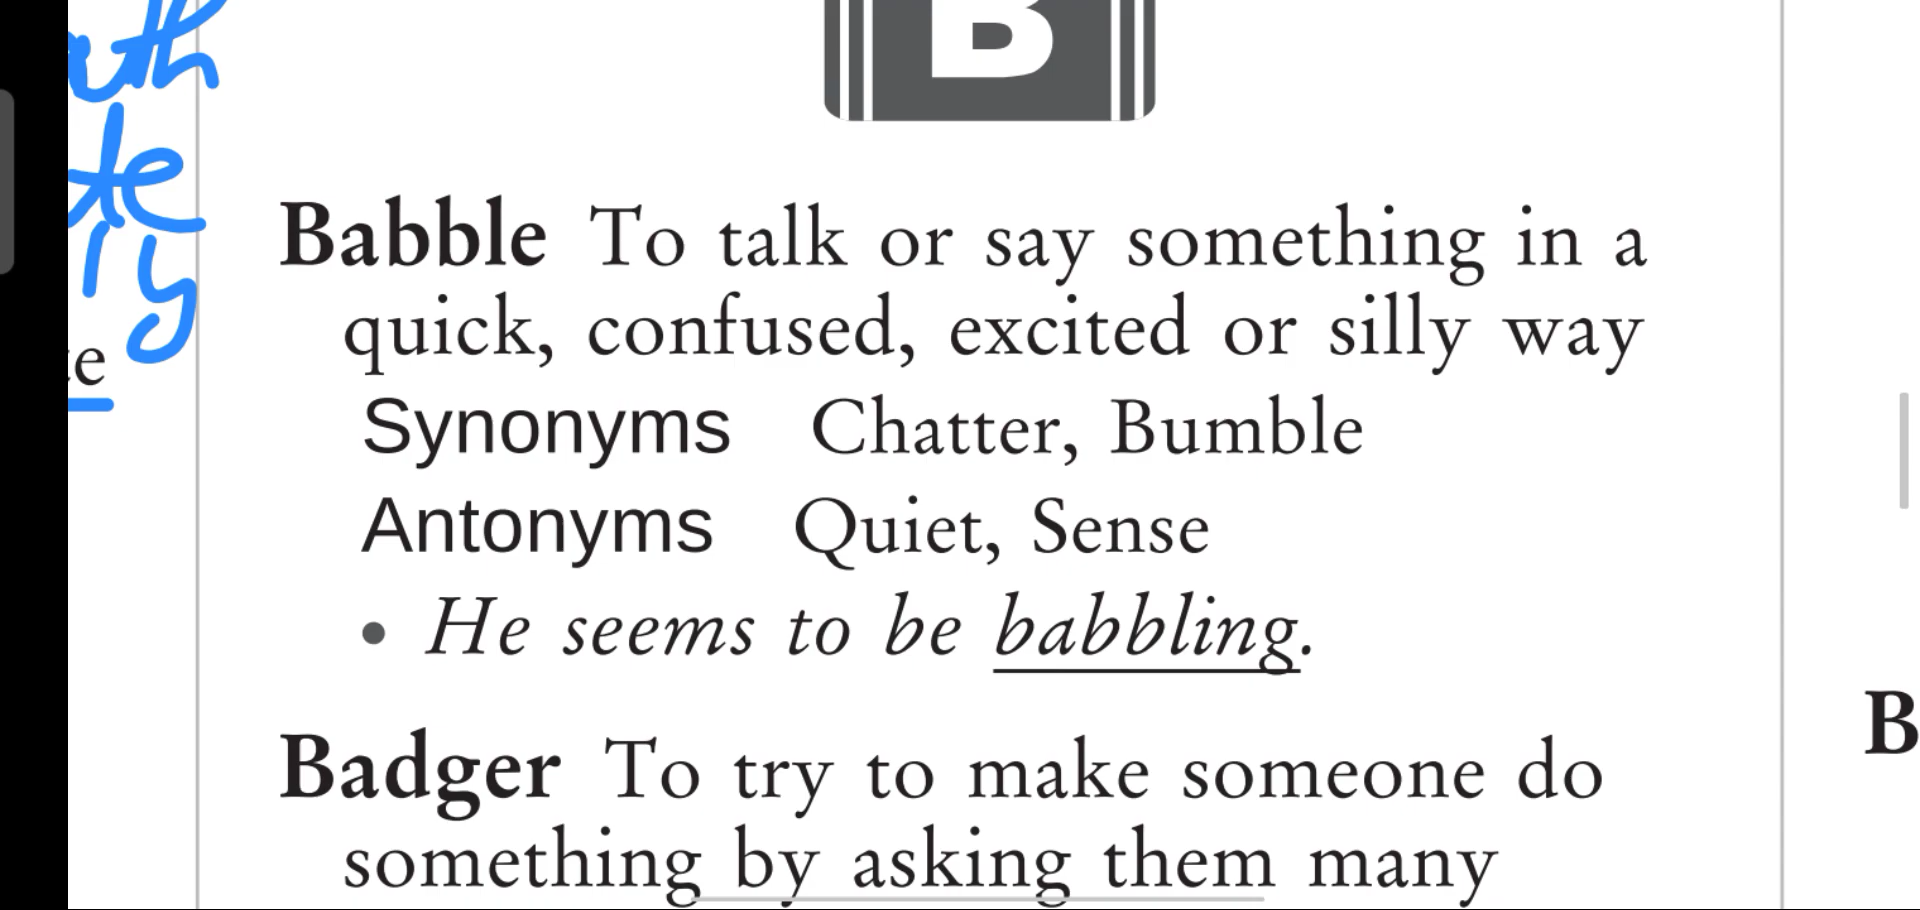 B
Babble To talk or say something in a
quick, confused, excited or silly way
Synonyms Chatter, Bumble
Antonyms Quiet, Sense
• He seems to be babbling.
Badger To try to make someone do
something by asking them many